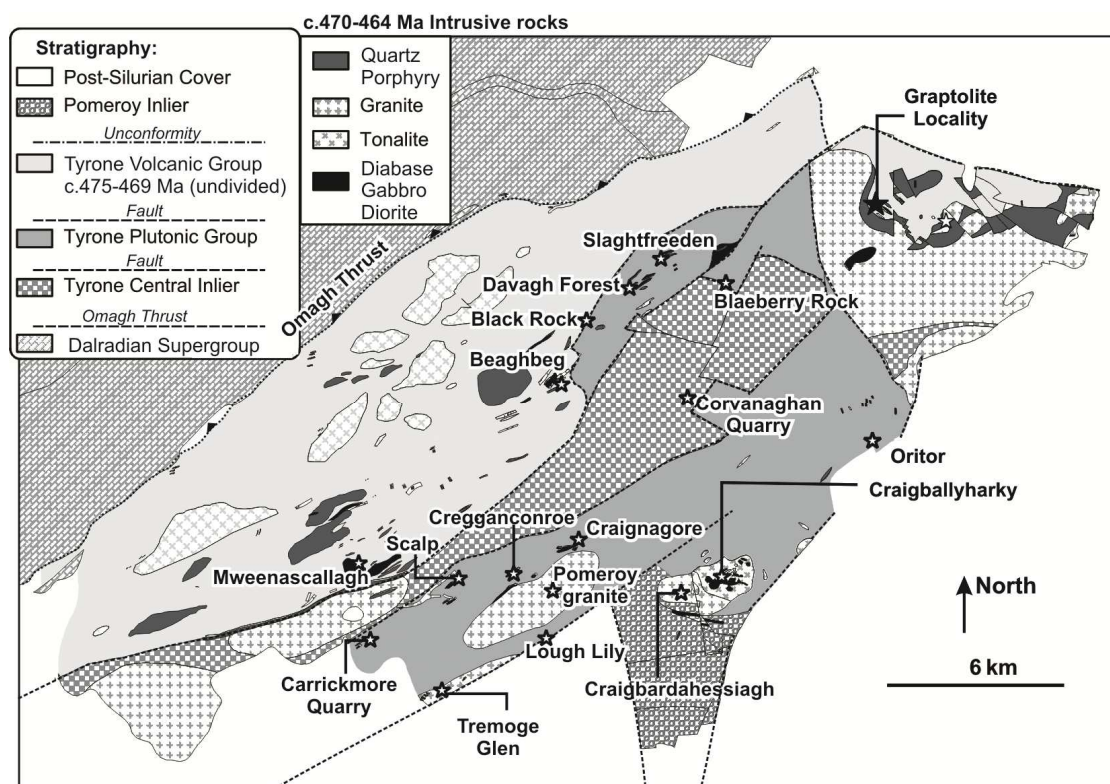 c.470-464 Ma Intrusive rocks
Stratigraphy:
Post-Silurian Cover
Pomeroy Inlier
Unconformity
Tyrone Volcanic Group
c.475-469 Ma (undivided)
Fault
Tyrone Plutonic Group
Fault
Tyrone Central Inlier
Omagh Thrust
Dalradian Supergroup
Quartz
Porphyry
Granite
Tonalite
Diabase
Gabbro
Diorite
Graptolite
Locality
Omagh Thrust
Slaghtfreeden
Davagh Forest
Blaeberry Rock
Black Rock
Beaghbeg
Corvanaghan
Quarry
Oritor
Craigballyharky
Cregganconroe
Craignagore
Scalp
Mweenascallagh
Pomeroy
granite
North
Lough Lily
6 km
Carrickmore
Quarry
Craigbardahessiagh
Tremoge
Glen